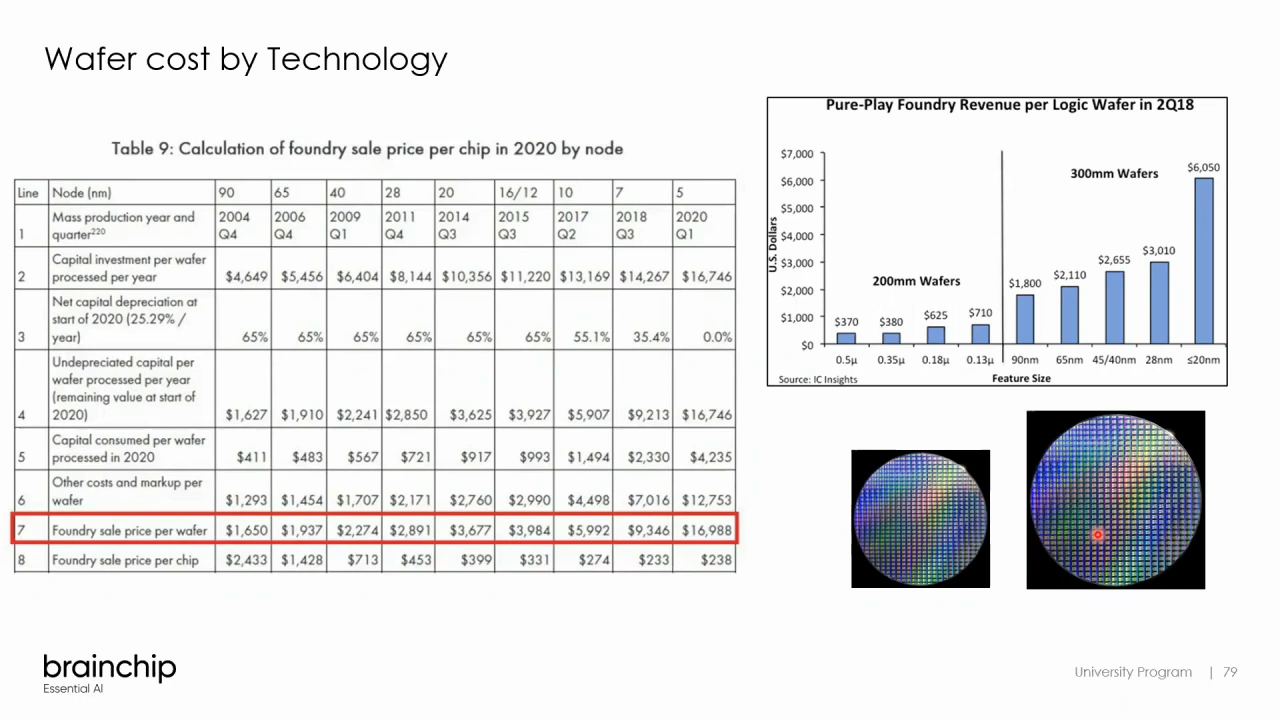 Wafer cost by Technology
Table 9: Calculation of foundry sale price per chip in 2020 by node
Line Node (nm) 90 65 40 28 20 16/12 10 7 5
1 Mass production year and quarter220 2004 Q4 2006 Q4 2009 Q1 2011 Q4 2014 Q3 2015 Q3 2017 Q2 2018 Q3 2020 Q1
2 Capital investment per wafer processed per year $4,649 $5,456 $6,404 $8,144 $10,356 $11,220 $13,169 $14,267 $16,746
3 Net capital depreciation at start of 2020 (25.29% / year) 65% 65% 65% 65% 65% 65% 55.1% 35.4% 0.0%
4 Undepreciated capital per wafer processed per year (remaining value at start of 2020) $1,627 $1,910 $2,241 $2,850 $3,625 $3,927 $5,907 $9,213 $16,746
5 Capital consumed per wafer processed in 2020 $411 $483 $567 $721 $917 $993 $1,494 $2,330 $4,235
6 Other costs and markup per wafer $1,293 $1,454 $1,707 $2,171 $2,760 $2,990 $4,498 $7,016 $12,753
7 Foundry sale price per wafer $1,650 $1,937 $2,274 $2,891 $3,677 $3,984 $5,992 $9,346 $16,988
8 Foundry sale price per chip $2,433 $1,428 $713 $453 $399 $331 $274 $233 $238
Pure-Play Foundry Revenue per Logic Wafer in 2Q18
U.S. Dollars
$7,000
$6,000
$5,000
$4,000
$3,000
$2,000
$1,000
$0
200mm Wafers
300mm Wafers
$370 $380 $625 $710 $1,800 $2,110 $2,655 $3,010 $6,050
0.5µ 0.35µ 0.18µ 0.13µ 90nm 65nm 45/40nm 28nm ≤20nm
Source: IC Insights
Feature Size
brainchip
Essential AI
University Program | 79